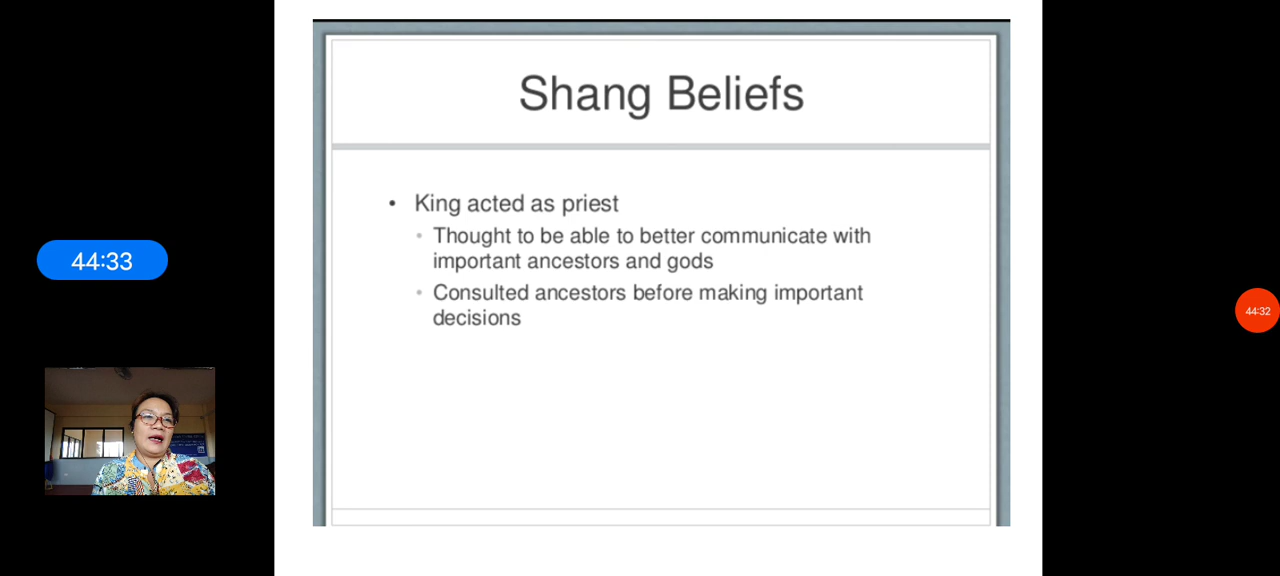 Shang Beliefs
• King acted as priest
• Thought to be able to better communicate with
important ancestors and gods
• Consulted ancestors before making important
decisions
44:33
44:32